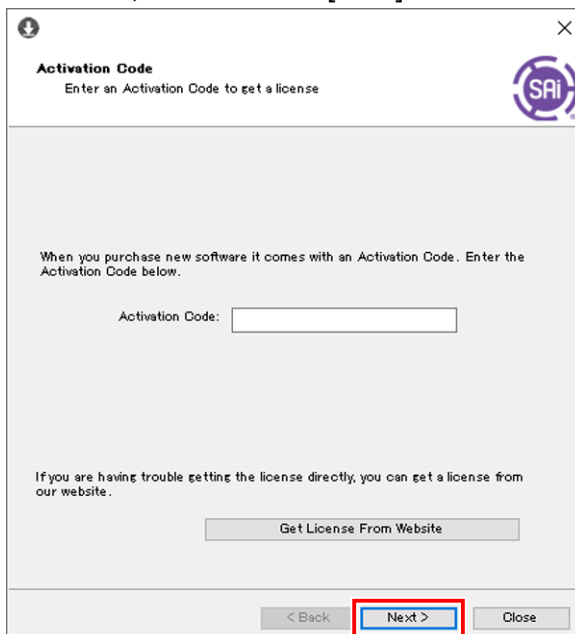 Activation Code
Enter an Activation Code to get a license
SAi
When you purchase new software it comes with an Activation Code. Enter the
Activation Code below.
Activation Code:
If you are having trouble getting the license directly, you can get a license from
our website.
Get License From Website
< Back Next > Close